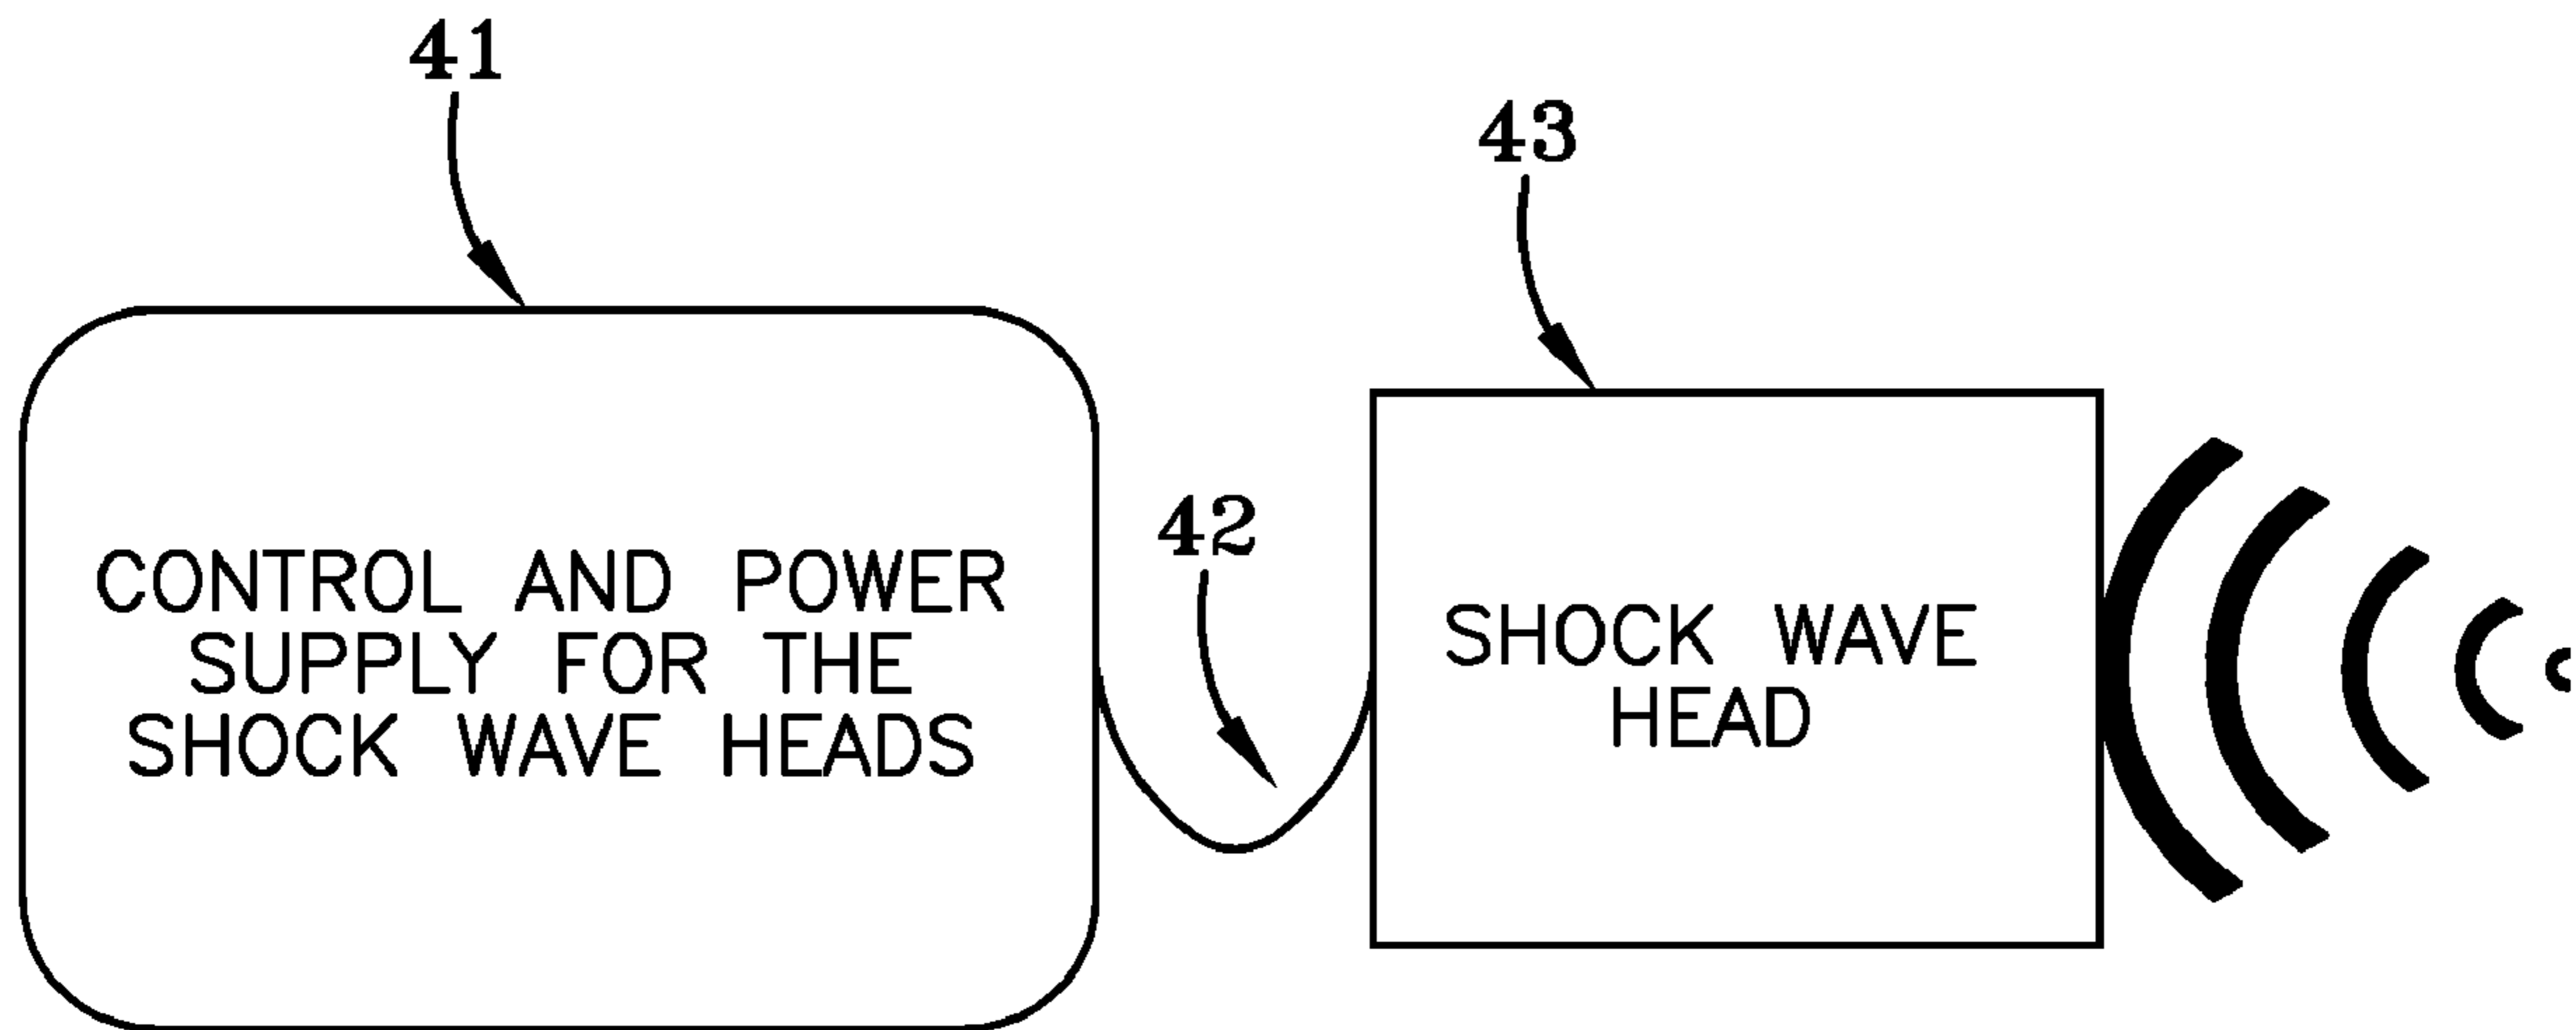 41
43
42
CONTROL AND POWER
SUPPLY FOR THE
SHOCK WAVE HEADS
SHOCK WAVE
HEAD